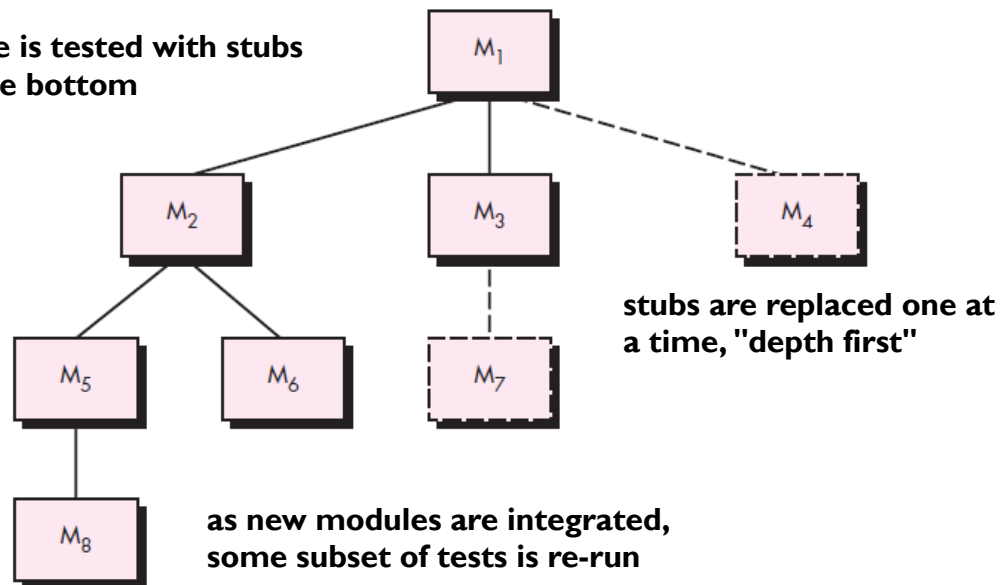 M1
e is tested with stubs
e bottom
M2
M3
M4
stubs are replaced one at
a time, "depth first"
M5
M6
M7
M8
as new modules are integrated,
some subset of tests is re-run